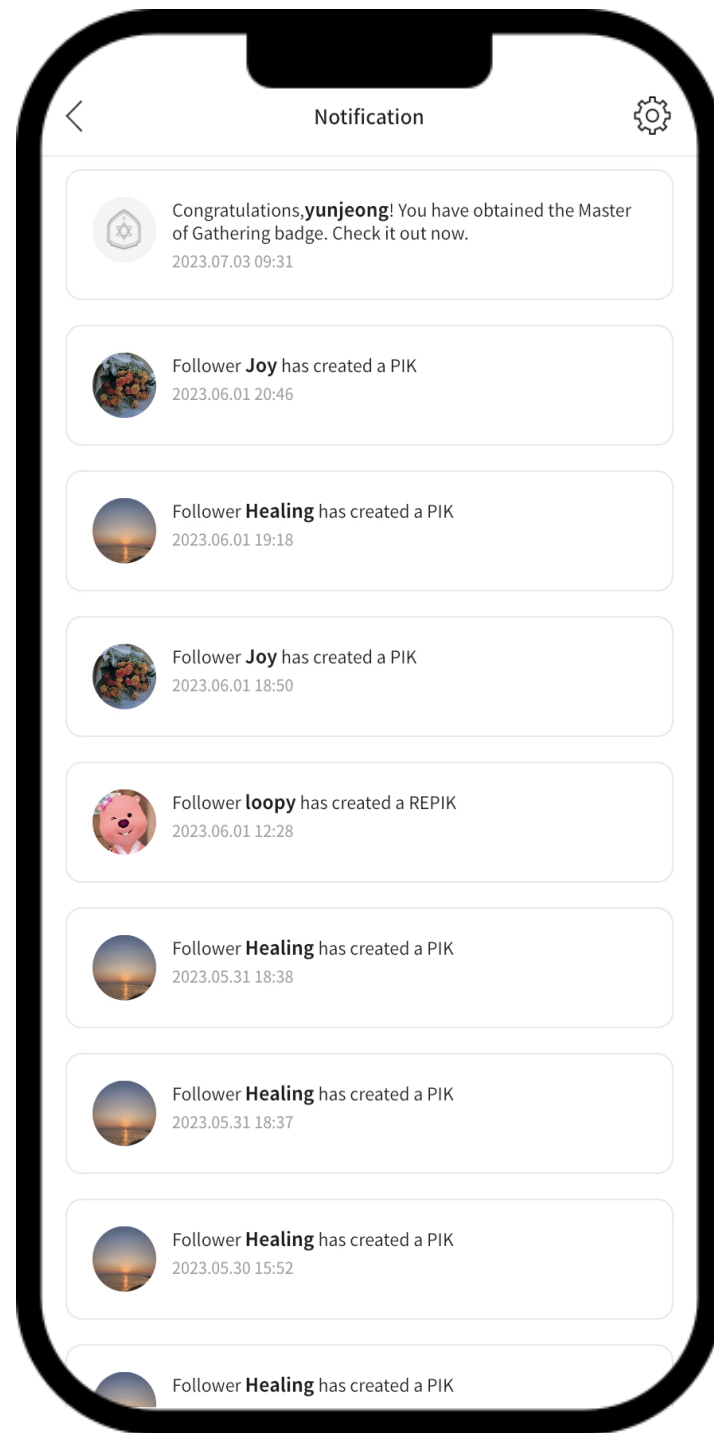 Notification
Congratulations,yunjeong! You have obtained the Master
of Gathering badge. Check it out now.
2023.07.03 09:31
Follower Joy has created a PIK
2023.06.01 20:46
Follower Healing has created a PIK
2023.06.01 19:18
Follower Joy has created a PIK
2023.06.01 18:50
Follower loopy has created a REPIK
2023.06.01 12:28
Follower Healing has created a PIK
2023.05.31 18:38
Follower Healing has created a PIK
2023.05.31 18:37
Follower Healing has created a PIK
2023.05.30 15:52
Follower Healing has created a PIK